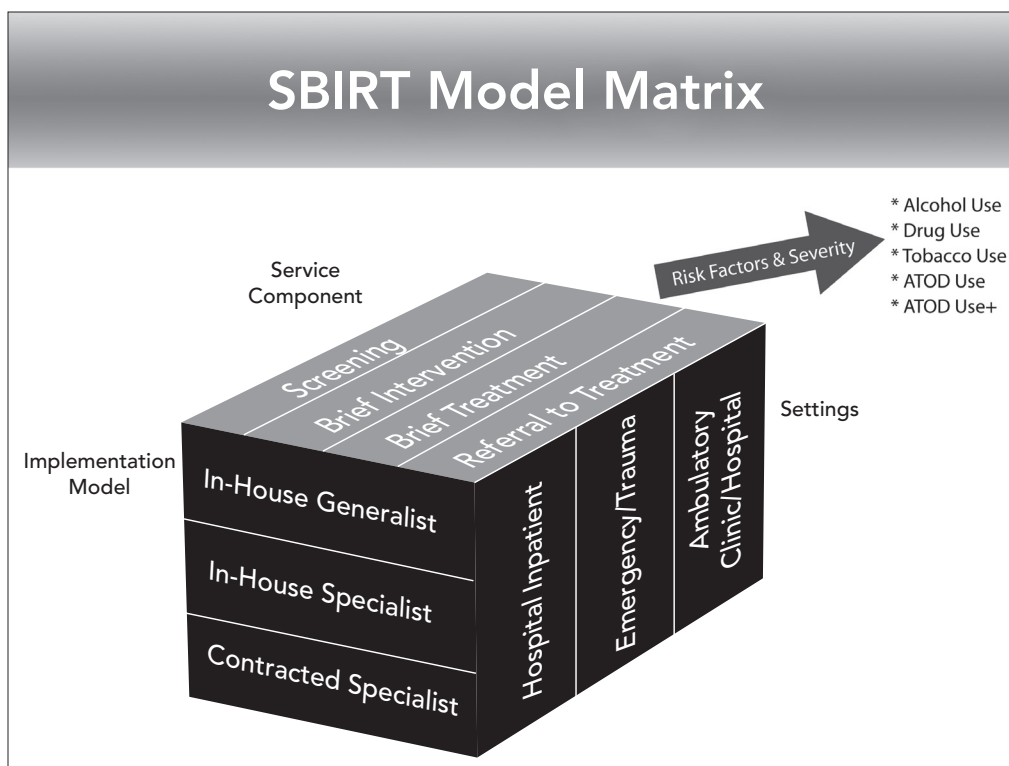 SBIRT Model Matrix
Service
Component
Risk Factors & Severity
* Alcohol Use
* Drug Use
* Tobacco Use
* ATOD Use
* ATOD Use+
Screening
Brief Intervention
Brief Treatment
Referral to Treatment
Implementation
Model
In-House Generalist
In-House Specialist
Contracted Specialist
Hospital Inpatient
Emergency/Trauma
Ambulatory
Clinic/Hospital
Settings